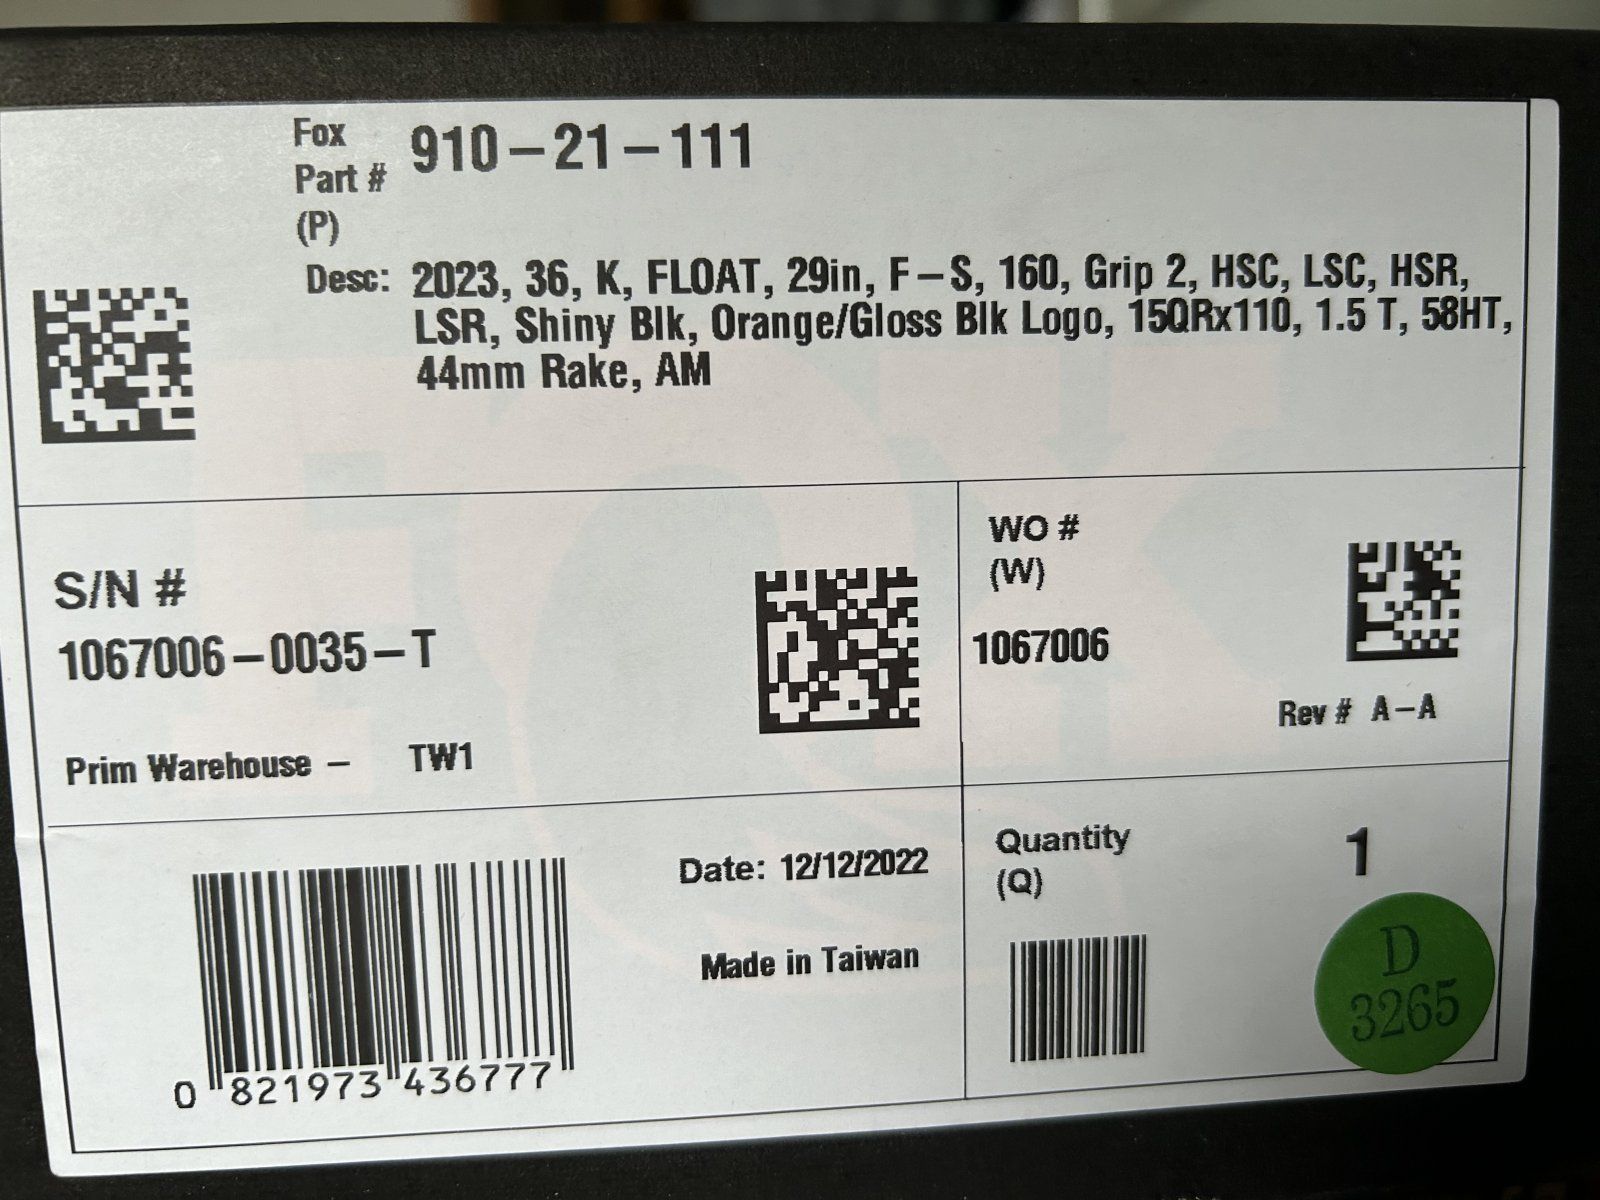 Fox
Part #
(P)
910-21-111
Desc: 2023, 36, K, FLOAT, 29in, F-S, 160, Grip 2, HSC, LSC, HSR,
LSR, Shiny Blk, Orange/Gloss Blk Logo, 15QRx110, 1.5 T, 58HT,
44mm Rake, AM
S/N #
1067006-0035-T
Prim Warehouse - TW1
WO #
(W)
1067006
Rev # A-A
Date: 12/12/2022
Made in Taiwan
0 821973 436777
Quantity
(Q)
1
D
3265
FOX